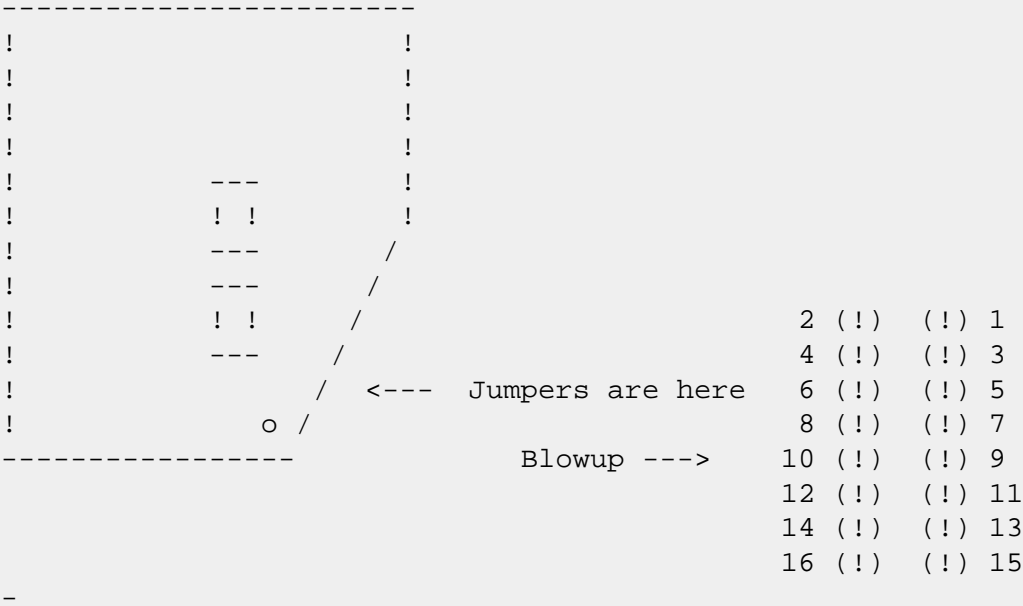 ------------------------
!                      !
!                      !
!                      !
!                      !
!           ---        !
!           ! !        !
!           ---       /
!           ---      /
!           ! !     /                         2 (!)  (!) 1
!           ---    /                          4 (!)  (!) 3
!                 /  <---  Jumpers are here   6 (!)  (!) 5
!              o /                            8 (!)  (!) 7
-----------------             Blowup --->    10 (!)  (!) 9
                                             12 (!)  (!) 11
                                             14 (!)  (!) 13
                                             16 (!)  (!) 15
-